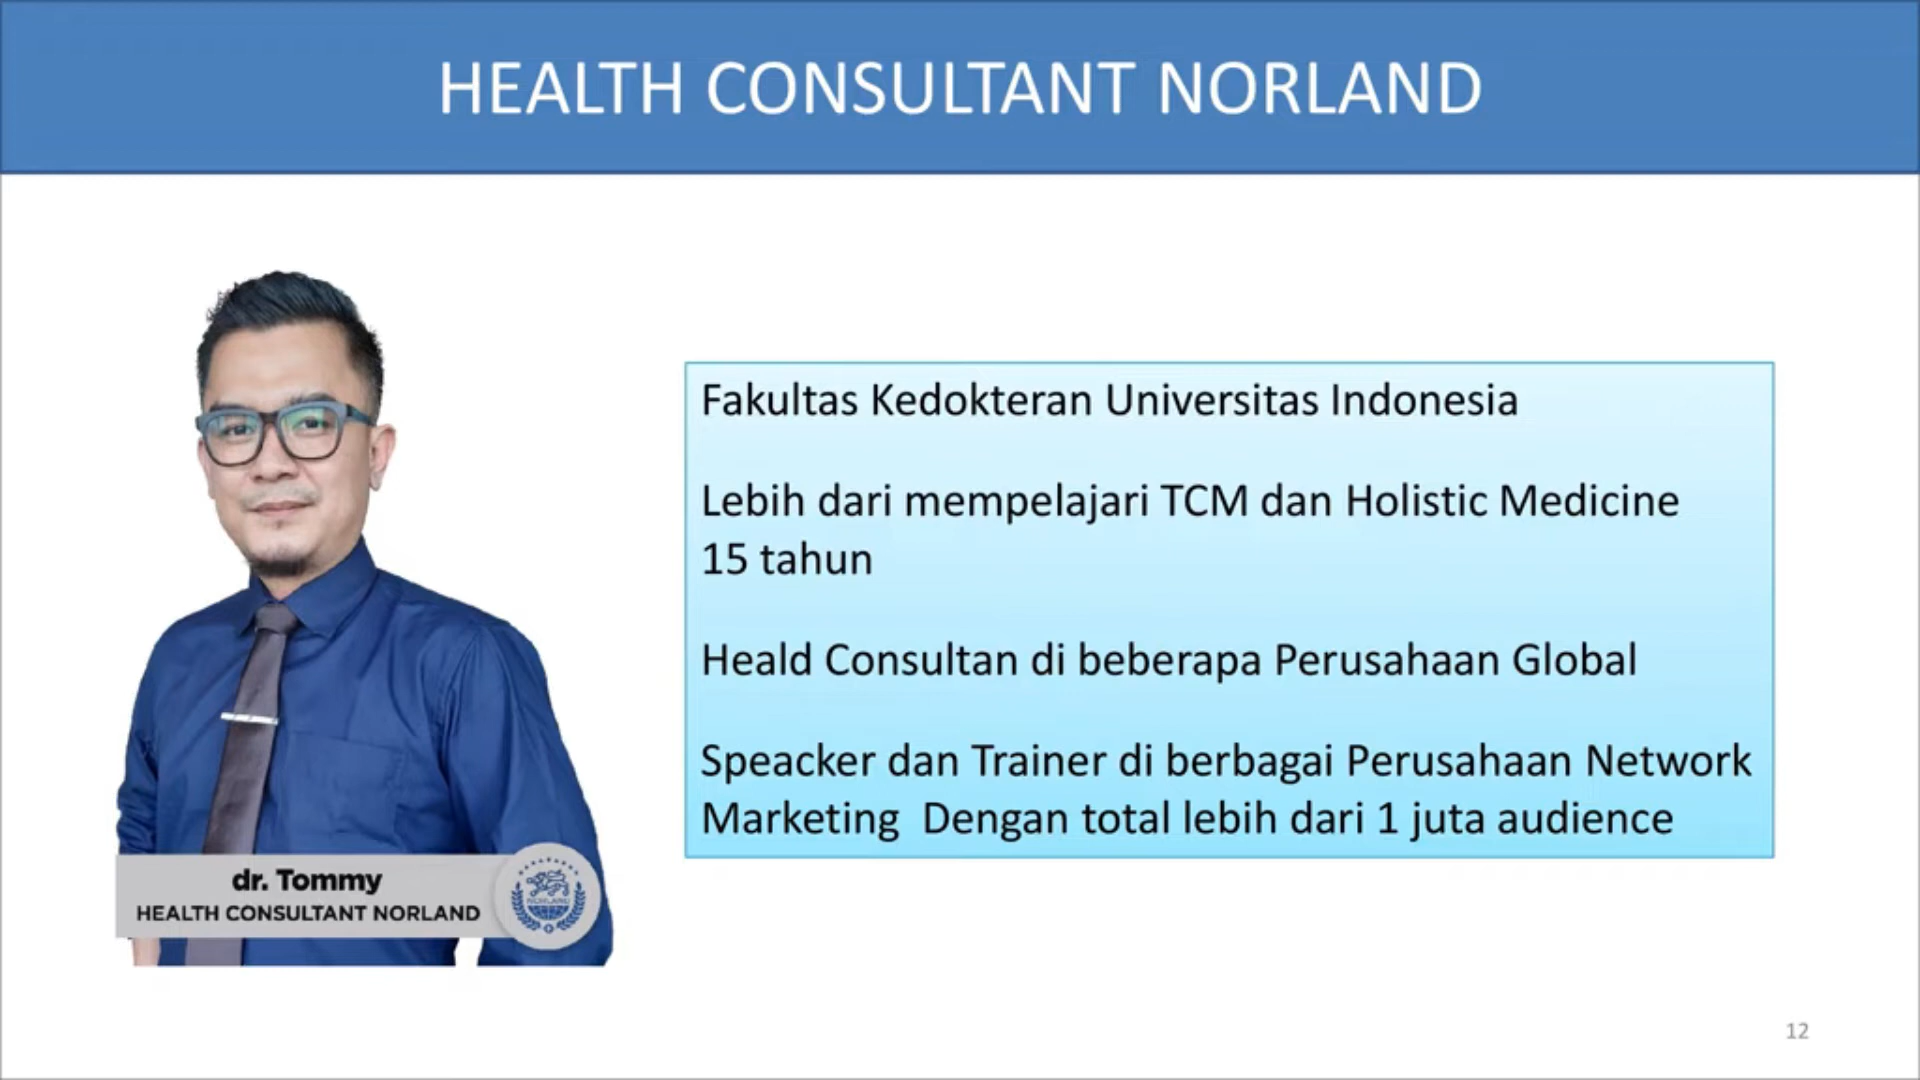 HEALTH CONSULTANT NORLAND
Fakultas Kedokteran Universitas Indonesia
Lebih dari mempelajari TCM dan Holistic Medicine
15 tahun
Heald Consultan di beberapa Perusahaan Global
Speacker dan Trainer di berbagai Perusahaan Network
Marketing  Dengan total lebih dari 1 juta audience
dr. Tommy
HEALTH CONSULTANT NORLAND
NORLAND
12